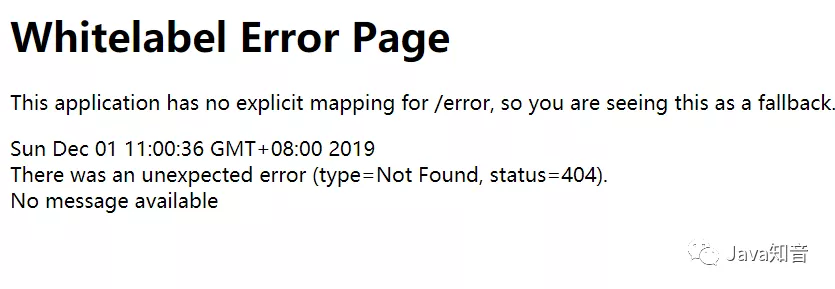 Whitelabel Error Page
This application has no explicit mapping for /error, so you are seeing this as a fallback.
Sun Dec 01 11:00:36 GMT+08:00 2019
There was an unexpected error (type=Not Found, status=404).
No message available
Java知音